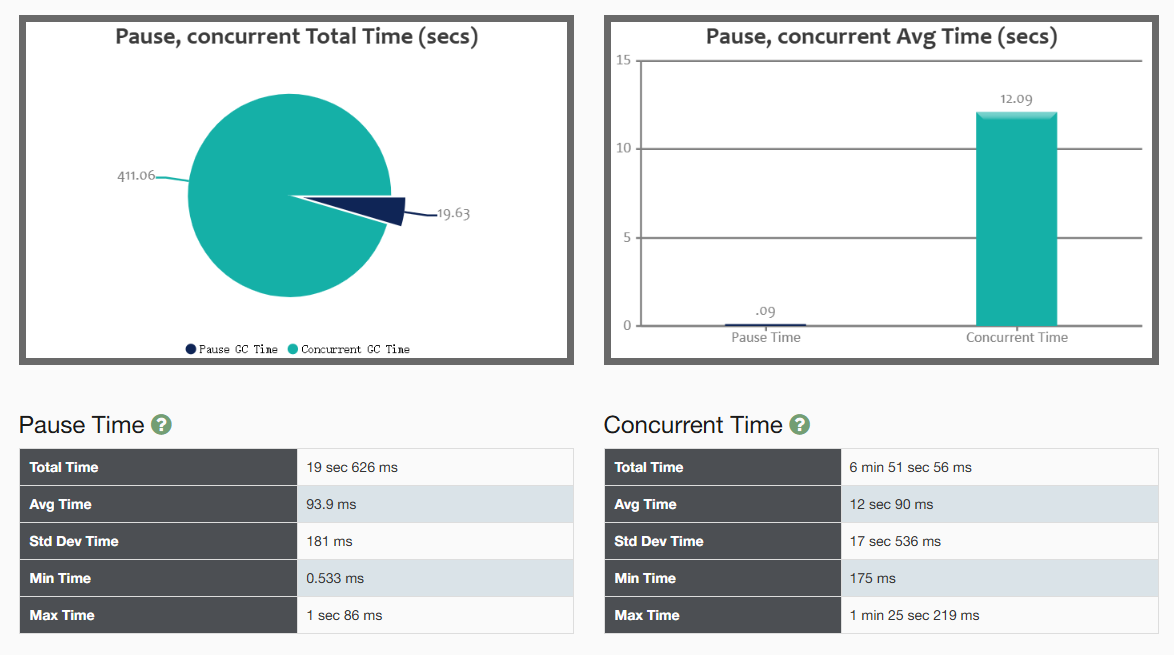 Pause, concurrent Total Time (secs)
411.06
19.63
Pause GC Time Concurrent GC Time
Pause, concurrent Avg Time (secs)
15
12.09
10
5
.09
0
Pause Time Concurrent Time
Pause Time ?
Total Time 19 sec 626 ms
Avg Time 93.9 ms
Std Dev Time 181 ms
Min Time 0.533 ms
Max Time 1 sec 86 ms
Concurrent Time ?
Total Time 6 min 51 sec 56 ms
Avg Time 12 sec 90 ms
Std Dev Time 17 sec 536 ms
Min Time 175 ms
Max Time 1 min 25 sec 219 ms